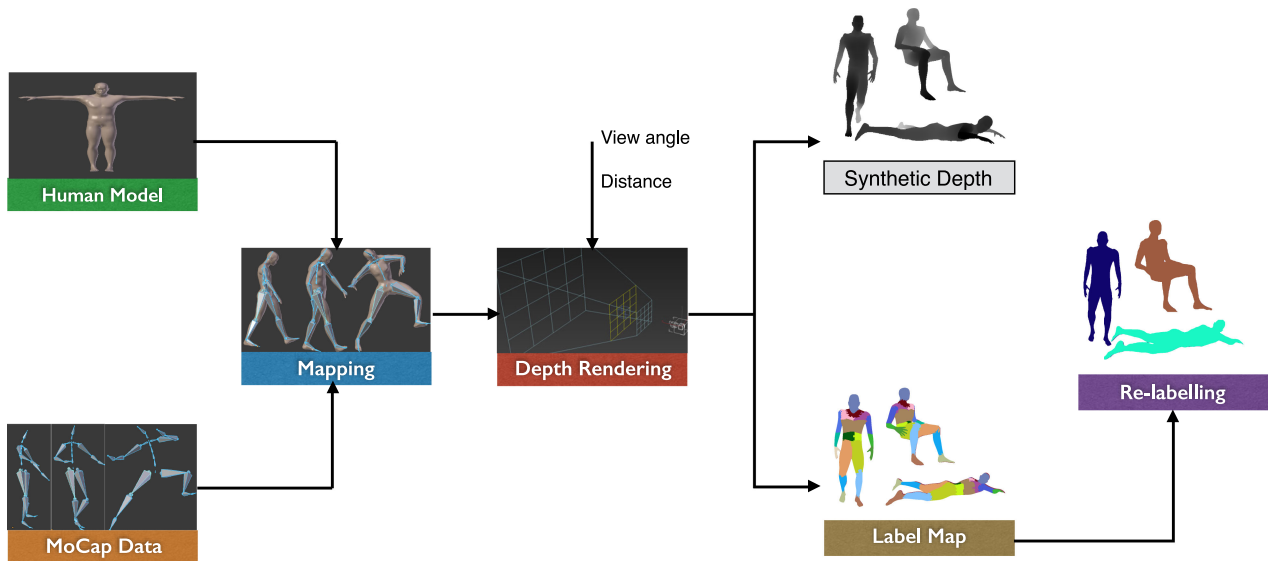 Human Model
View angle
Distance
Synthetic Depth
Mapping
Depth Rendering
Re-labelling
MoCap Data
Label Map